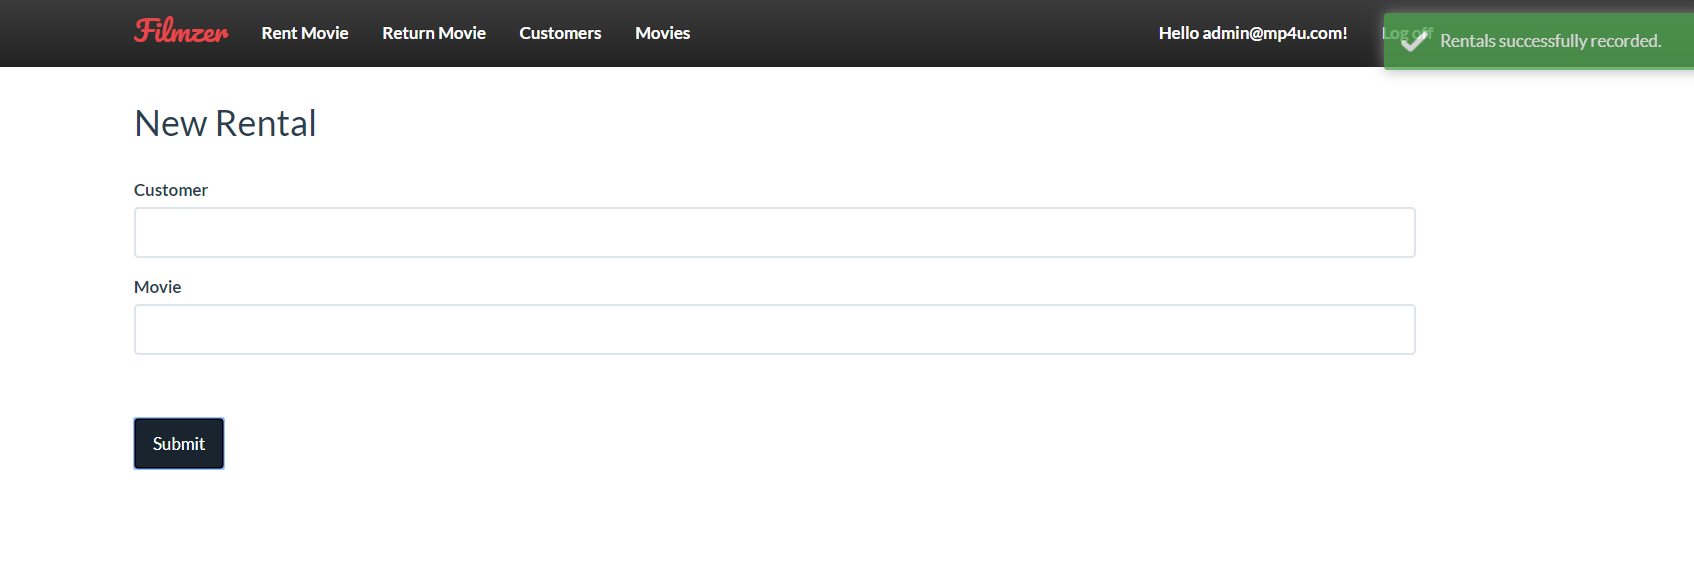 Filmzer Rent Movie Return Movie Customers Movies Hello admin@mp4u.com! Log off
Rentals successfully recorded.
New Rental
Customer
Movie
Submit